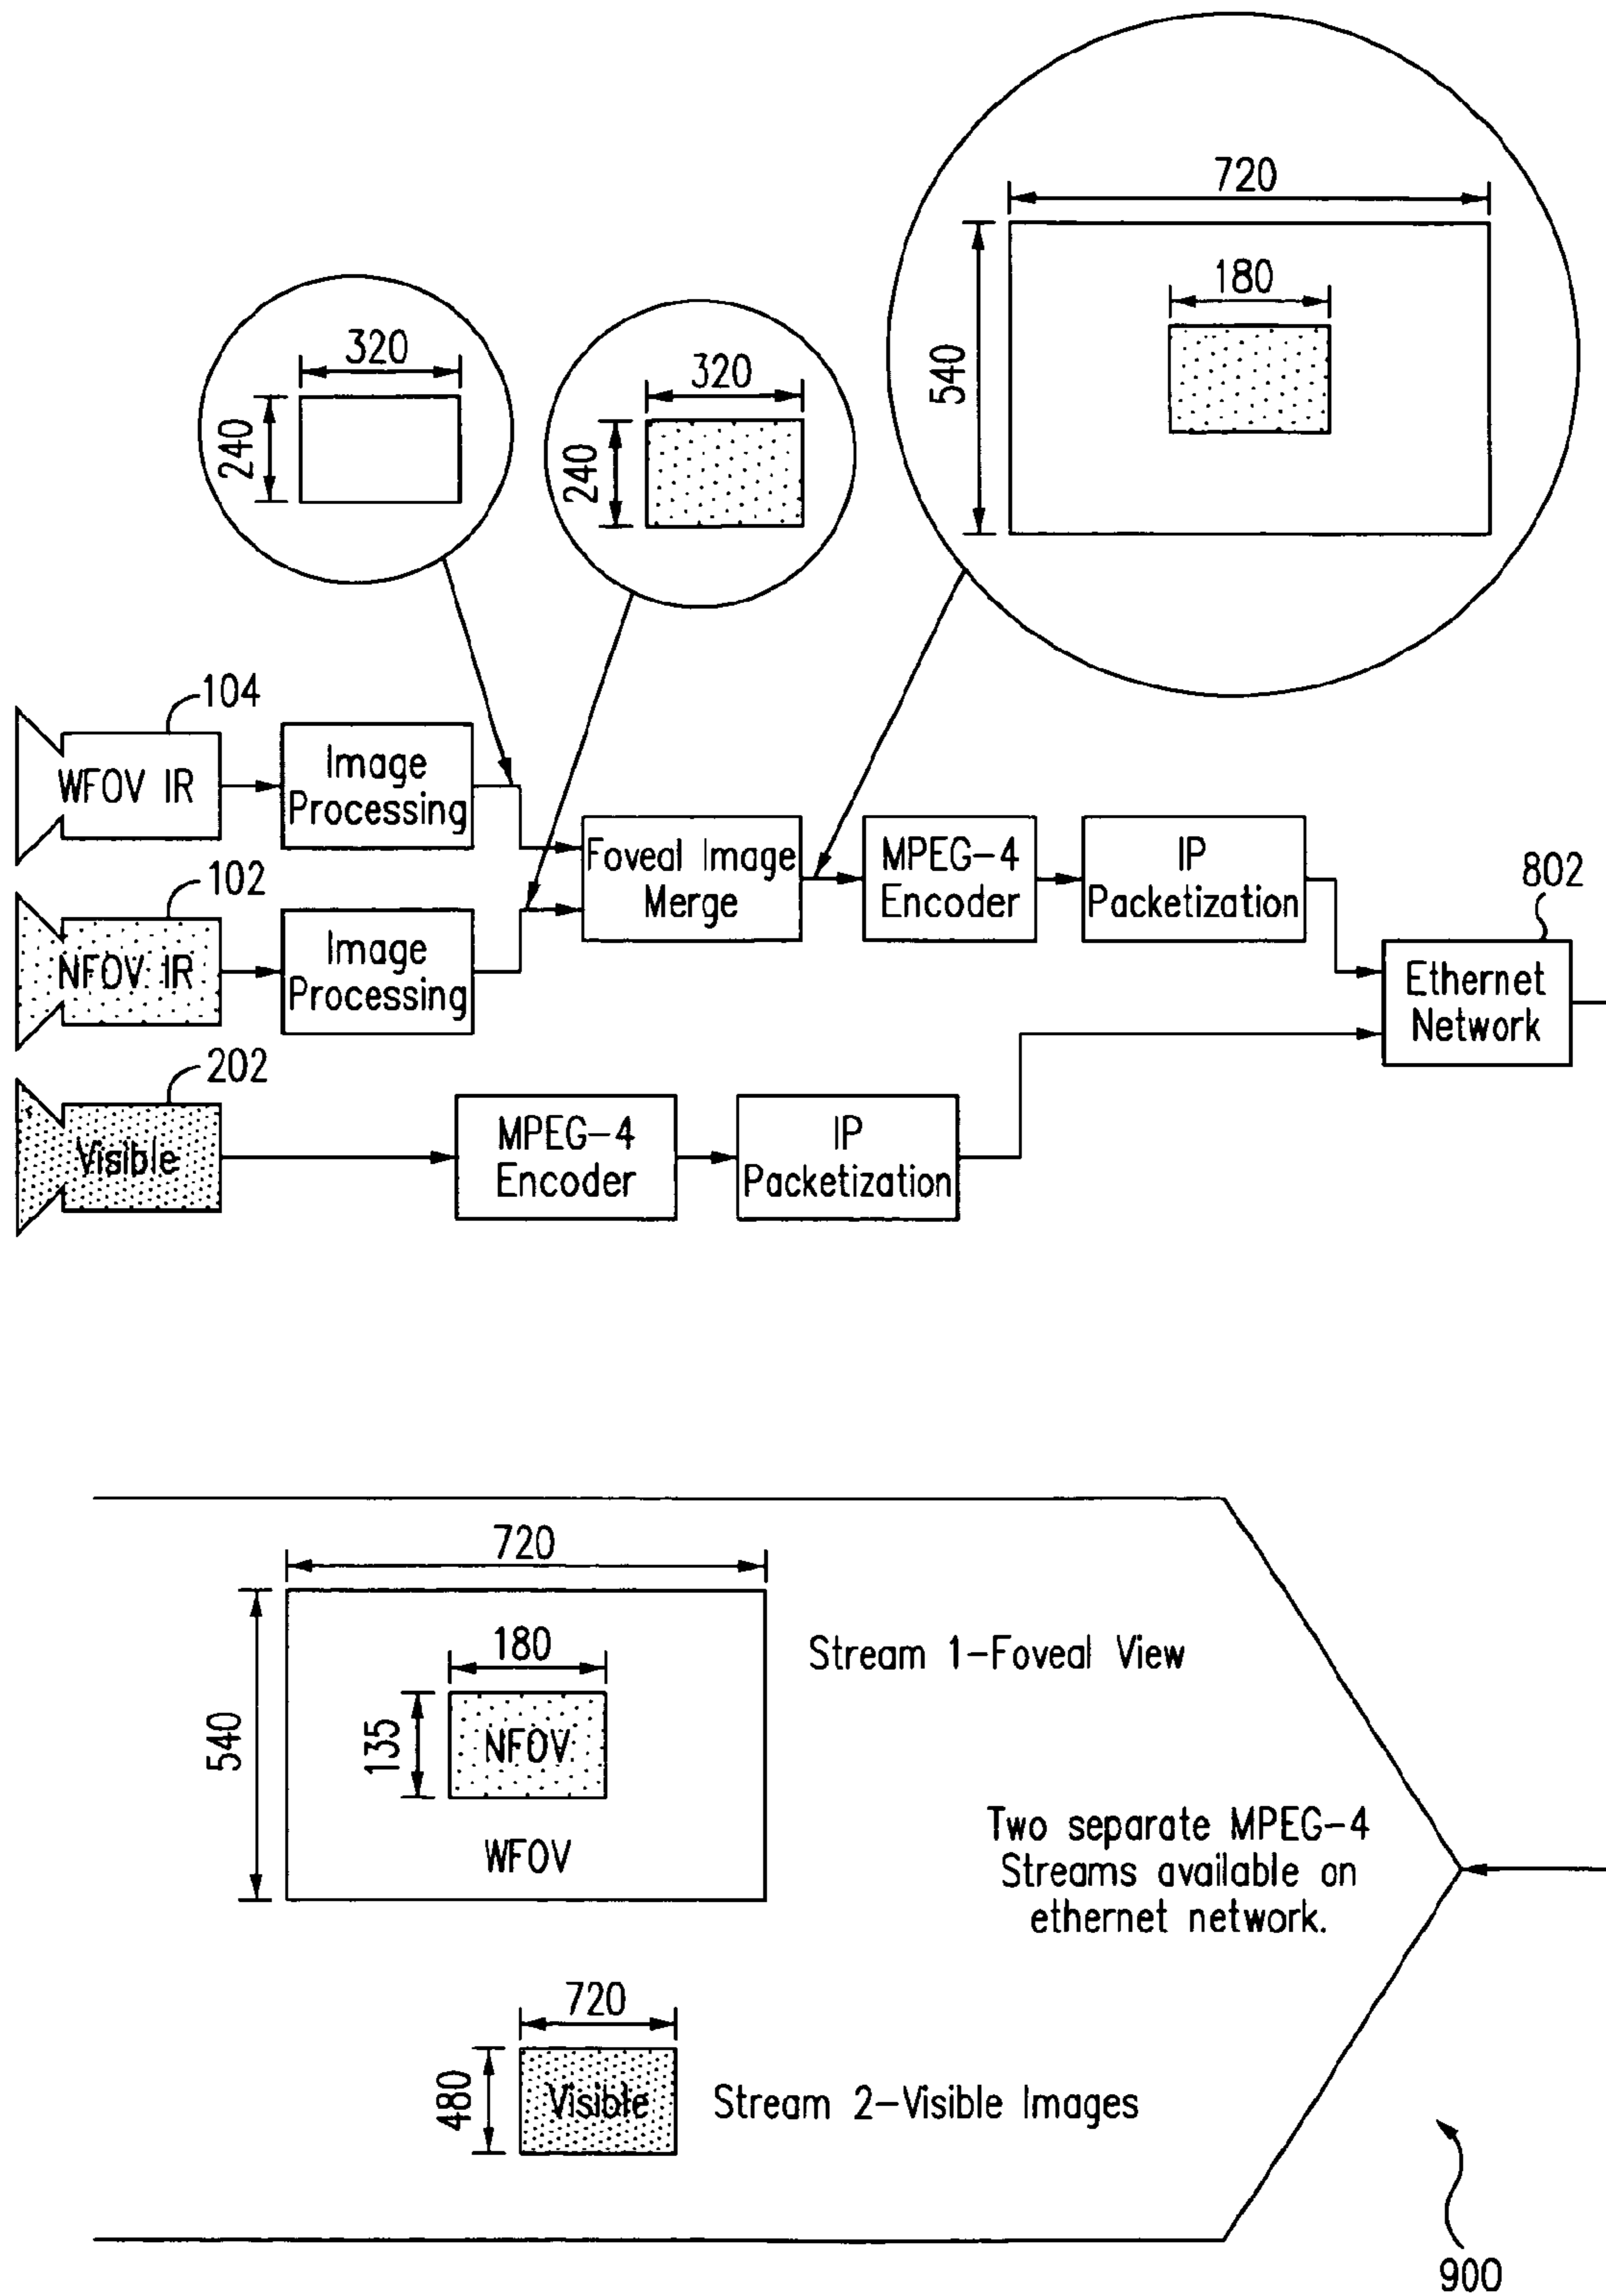 720
180
540
320
240
320
240
104
WFOV IR
Image
Processing
102
NFOV IR
Image
Processing
Foveal Image
Merge
MPEG-4
Encoder
IP
Packetization
802
Ethernet
Network
202
Visible
MPEG-4
Encoder
IP
Packetization
720
540
180
135
NFOV
WFOV
Stream 1-Foveal View
Two separate MPEG-4
Streams available on
ethernet network.
720
480
Visible
Stream 2-Visible Images
900